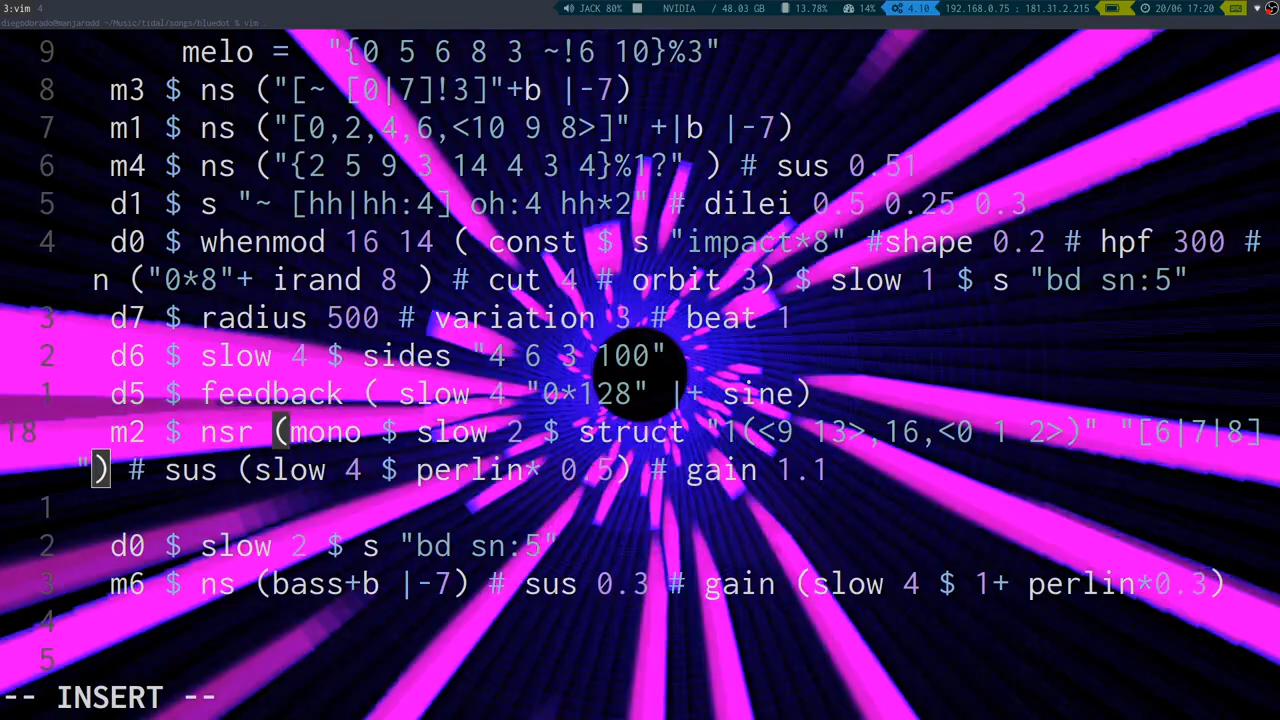 3:vim 4 JACK 80% NVIDIA / 48.03 GB 13.78% 14% 4.10 192.168.0.75 : 181.31.2.215 20/06 17:20
diegodorado@manjarodd ~/Music/tidal/songs/bluedot % vim .
9 melo = "{0 5 6 8 3 ~!6 10}%3"
8 m3 $ ns ("[~ [0|7]!3]"+b |-7)
7 m1 $ ns ("[0,2,4,6,<10 9 8>]" +|b |-7)
6 m4 $ ns ("{2 5 9 3 14 4 3 4}%1?" ) # sus 0.51
5 d1 $ s "~ [hh|hh:4] oh:4 hh*2" # dilei 0.5 0.25 0.3
4 d0 $ whenmod 16 14 ( const $ s "impact*8" #shape 0.2 # hpf 300 #
n ("0*8"+ irand 8 ) # cut 4 # orbit 3) $ slow 1 $ s "bd sn:5"
3 d7 $ radius 500 # variation 3 # beat 1
2 d6 $ slow 4 $ sides "4 6 3 100"
1 d5 $ feedback ( slow 4 "0*128" |+ sine)
18 m2 $ nsr (mono $ slow 2 $ struct "1(<9 13>,16,<0 1 2>)" "[6|7|8]
") # sus (slow 4 $ perlin* 0.5) # gain 1.1
1
2 d0 $ slow 2 $ s "bd sn:5"
3 m6 $ ns (bass+b |-7) # sus 0.3 # gain (slow 4 $ 1+ perlin*0.3)
4
5
-- INSERT --